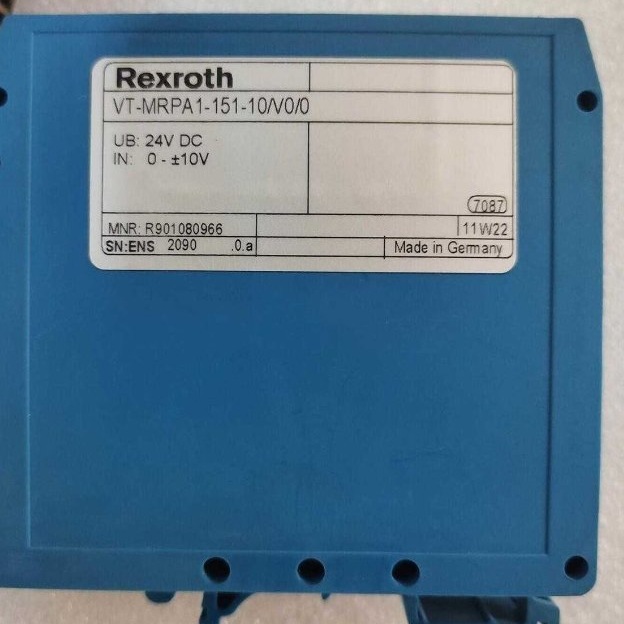 Rexroth
VT-MRPA1-151-10/V0/0
UB: 24V DC
IN: 0 - ±10V
7087
MNR: R901080966
11W22
SN:ENS 2090 .0.a
Made in Germany